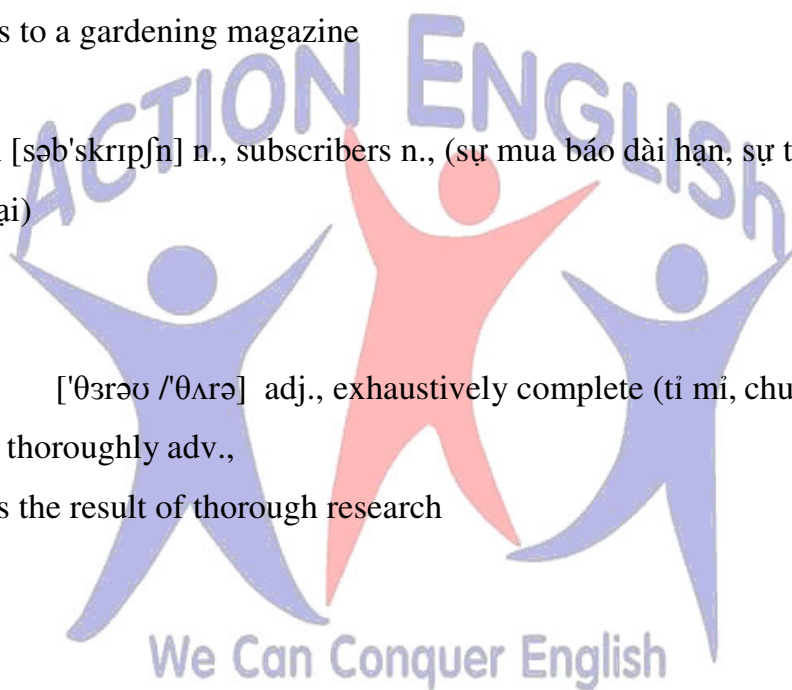 s to a gardening magazine
ACTION ENGLISh
[səb'skrɪpʃn] n., subscribers n., (sự mua báo dài hạn, sự t
ại)
['θɜrəʊ /'θʌrə] adj., exhaustively complete (tỉ mỉ, chu
thoroughly adv.,
s the result of thorough research
We Can Conquer English